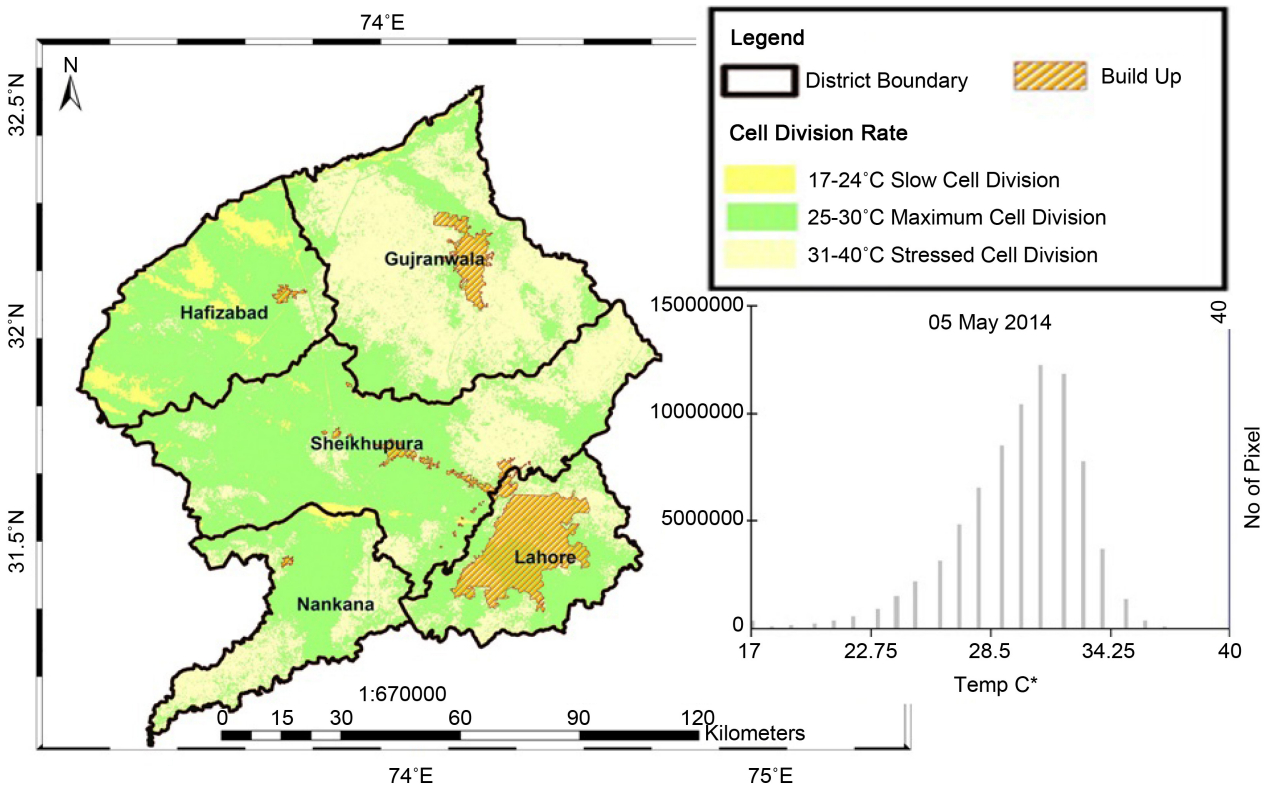 74˚E
N
32.5˚N
32˚N
31.5˚N
Gujranwala
Hafizabad
Sheikhupura
Lahore
Nankana
1:670000
0 15 30 60 90 120
Kilometers
74˚E 75˚E
Legend
District Boundary Build Up
Cell Division Rate
17-24˚C Slow Cell Division
25-30˚C Maximum Cell Division
31-40˚C Stressed Cell Division
05 May 2014
15000000
10000000
5000000
0
40
No of Pixel
17 22.75 28.5 34.25 40
Temp C*